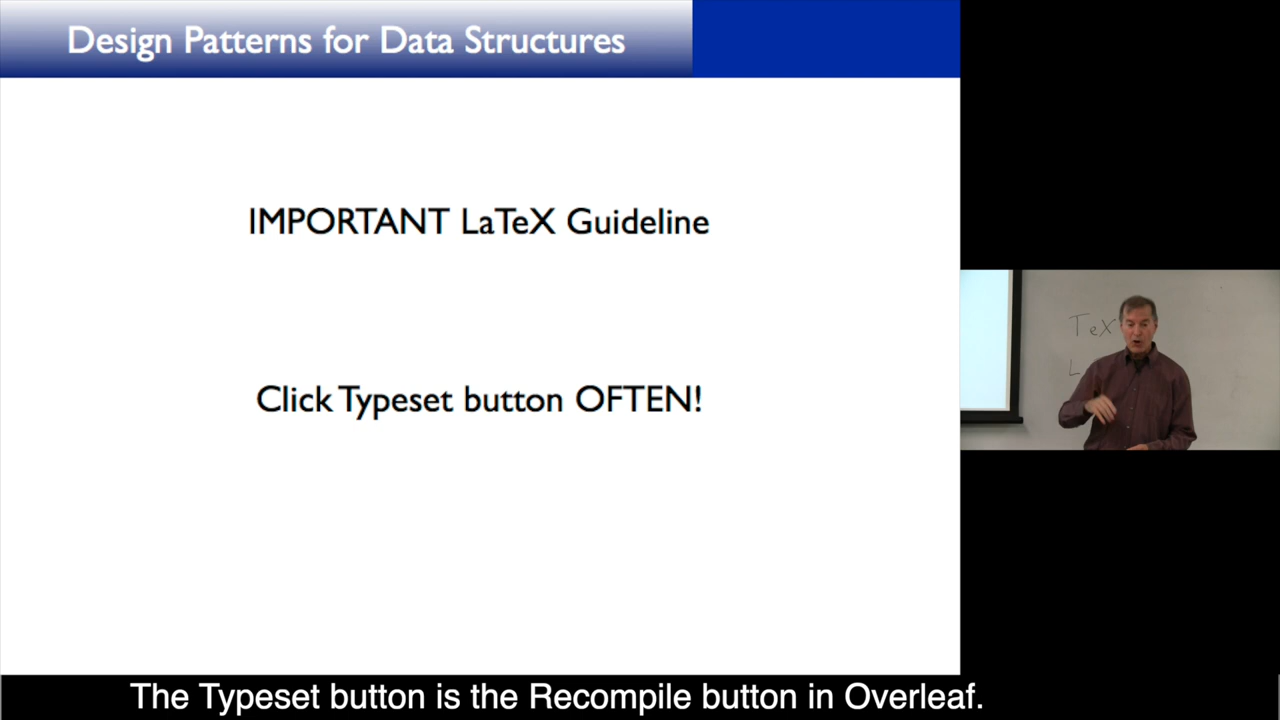 Design Patterns for Data Structures
IMPORTANT LaTeX Guideline
Click Typeset button OFTEN!
TeX
L
The Typeset button is the Recompile button in Overleaf.